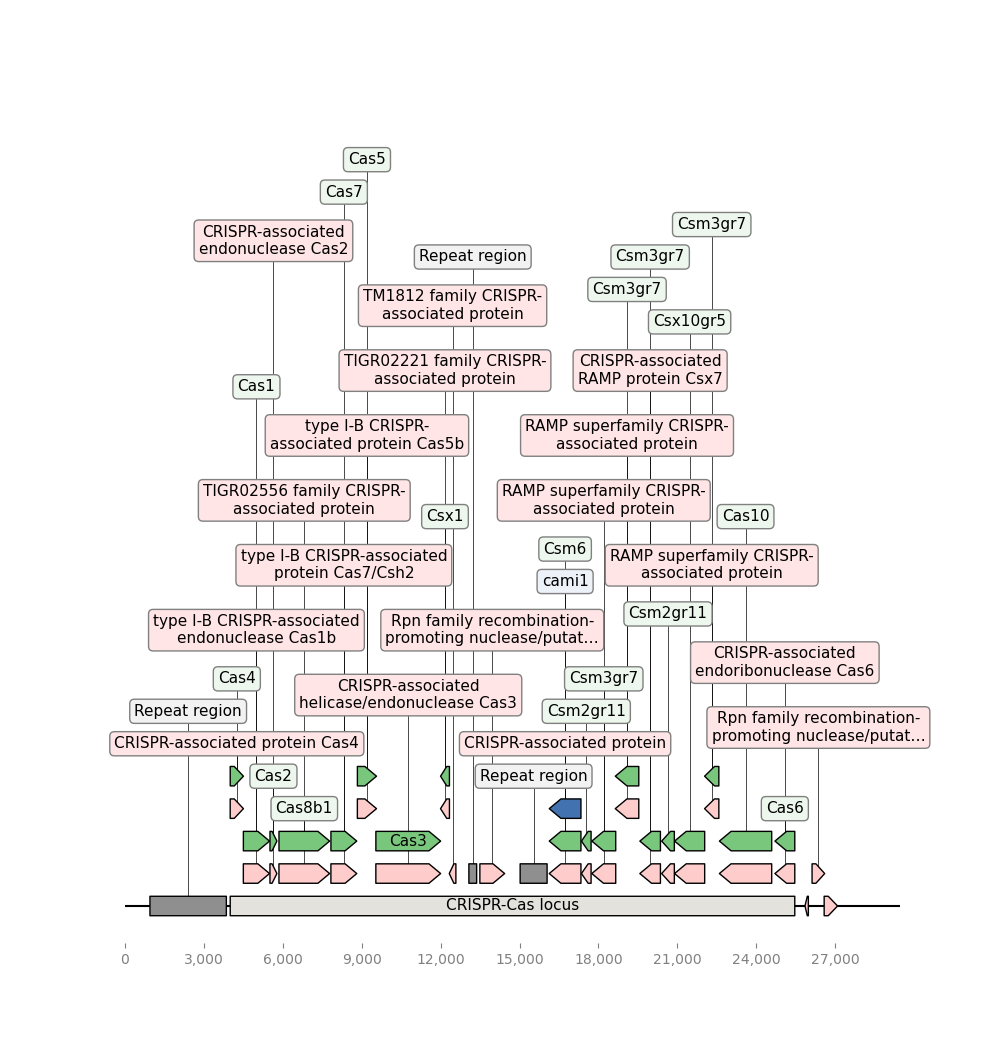 Cas5
Cas7
Csm3gr7
CRISPR-associated
endonuclease Cas2
Repeat region
Csm3gr7
Csm3gr7
TM1812 family CRISPR-
associated protein
Csx10gr5
TIGR02221 family CRISPR-
associated protein
CRISPR-associated
RAMP protein Csx7
Cas1
type I-B CRISPR-
associated protein Cas5b
RAMP superfamily CRISPR-
associated protein
TIGR02556 family CRISPR-
associated protein
RAMP superfamily CRISPR-
associated protein
Csx1
Cas10
Csm6
type I-B CRISPR-associated
protein Cas7/Csh2
RAMP superfamily CRISPR-
associated protein
cami1
Csm2gr11
type I-B CRISPR-associated
endonuclease Cas1b
Rpn family recombination-
promoting nuclease/putat...
CRISPR-associated
endoribonuclease Cas6
Cas4
Csm3gr7
CRISPR-associated
helicase/endonuclease Cas3
Repeat region
Csm2gr11
Rpn family recombination-
promoting nuclease/putat...
CRISPR-associated protein Cas4
CRISPR-associated protein
Cas2
Repeat region
Cas8b1
Cas6
Cas3
CRISPR-Cas locus
0
3,000
6,000
9,000
12,000
15,000
18,000
21,000
24,000
27,000